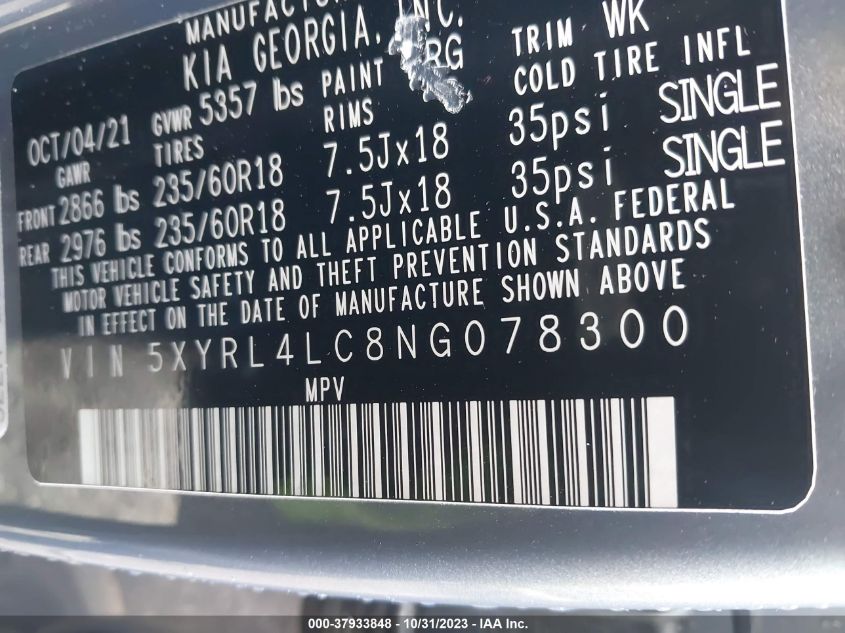 MANUFACTUR
KIA GEORGIA, INC.
OCT/04/21 GVWR 5357 lbs PAINT RG TRIM WK
GAWR TIRES RIMS COLD TIRE INFL
FRONT 2866 lbs 235/60R18 7.5Jx18 35psi SINGLE
REAR 2976 lbs 235/60R18 7.5Jx18 35psi SINGLE
THIS VEHICLE CONFORMS TO ALL APPLICABLE U.S.A. FEDERAL
MOTOR VEHICLE SAFETY AND THEFT PREVENTION STANDARDS
IN EFFECT ON THE DATE OF MANUFACTURE SHOWN ABOVE
VIN 5XYRL4LC8NG078300
MPV
000-37933848 - 10/31/2023 - IAA Inc.